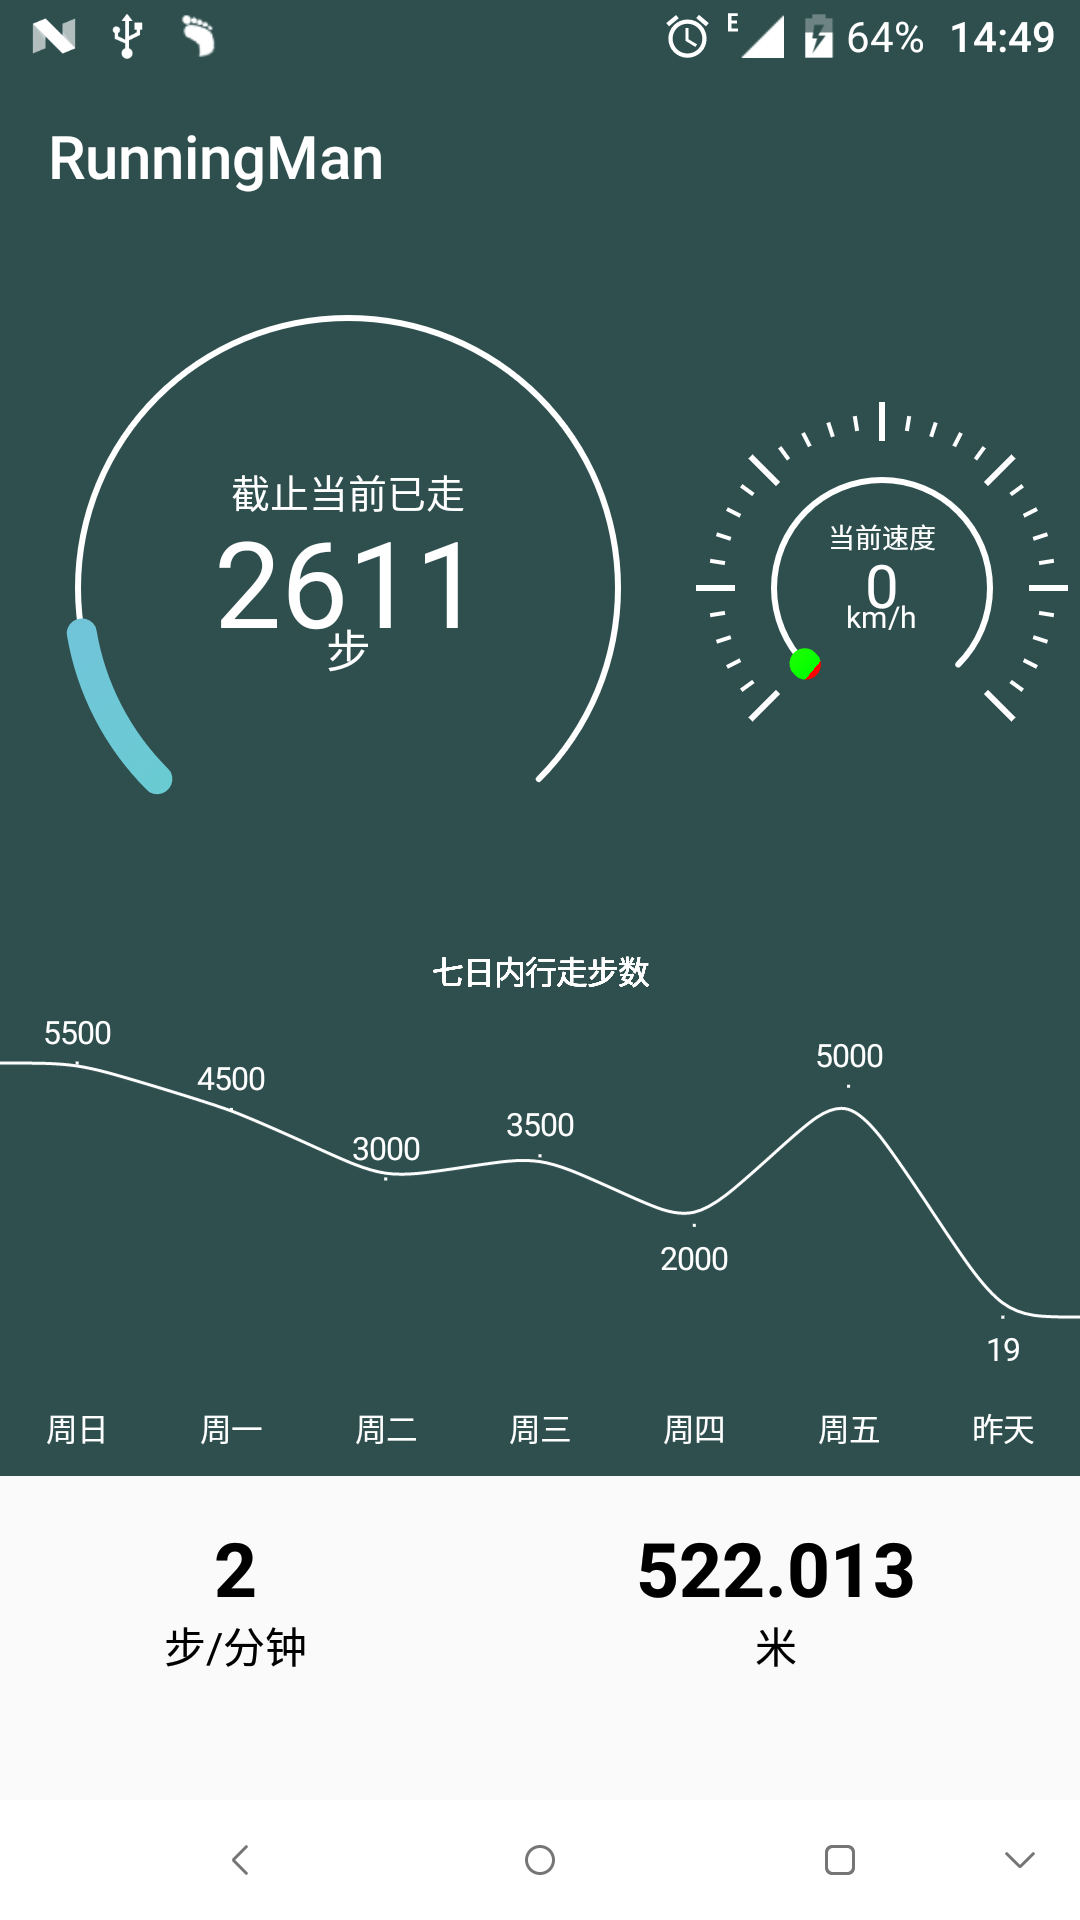 E 64% 14:49
RunningMan
截止当前已走
2611
步
当前速度
0
km/h
七日内行走步数
5500 4500 3000 3500 2000 5000 19
周日 周一 周二 周三 周四 周五 昨天
2 522.013
步/分钟 米